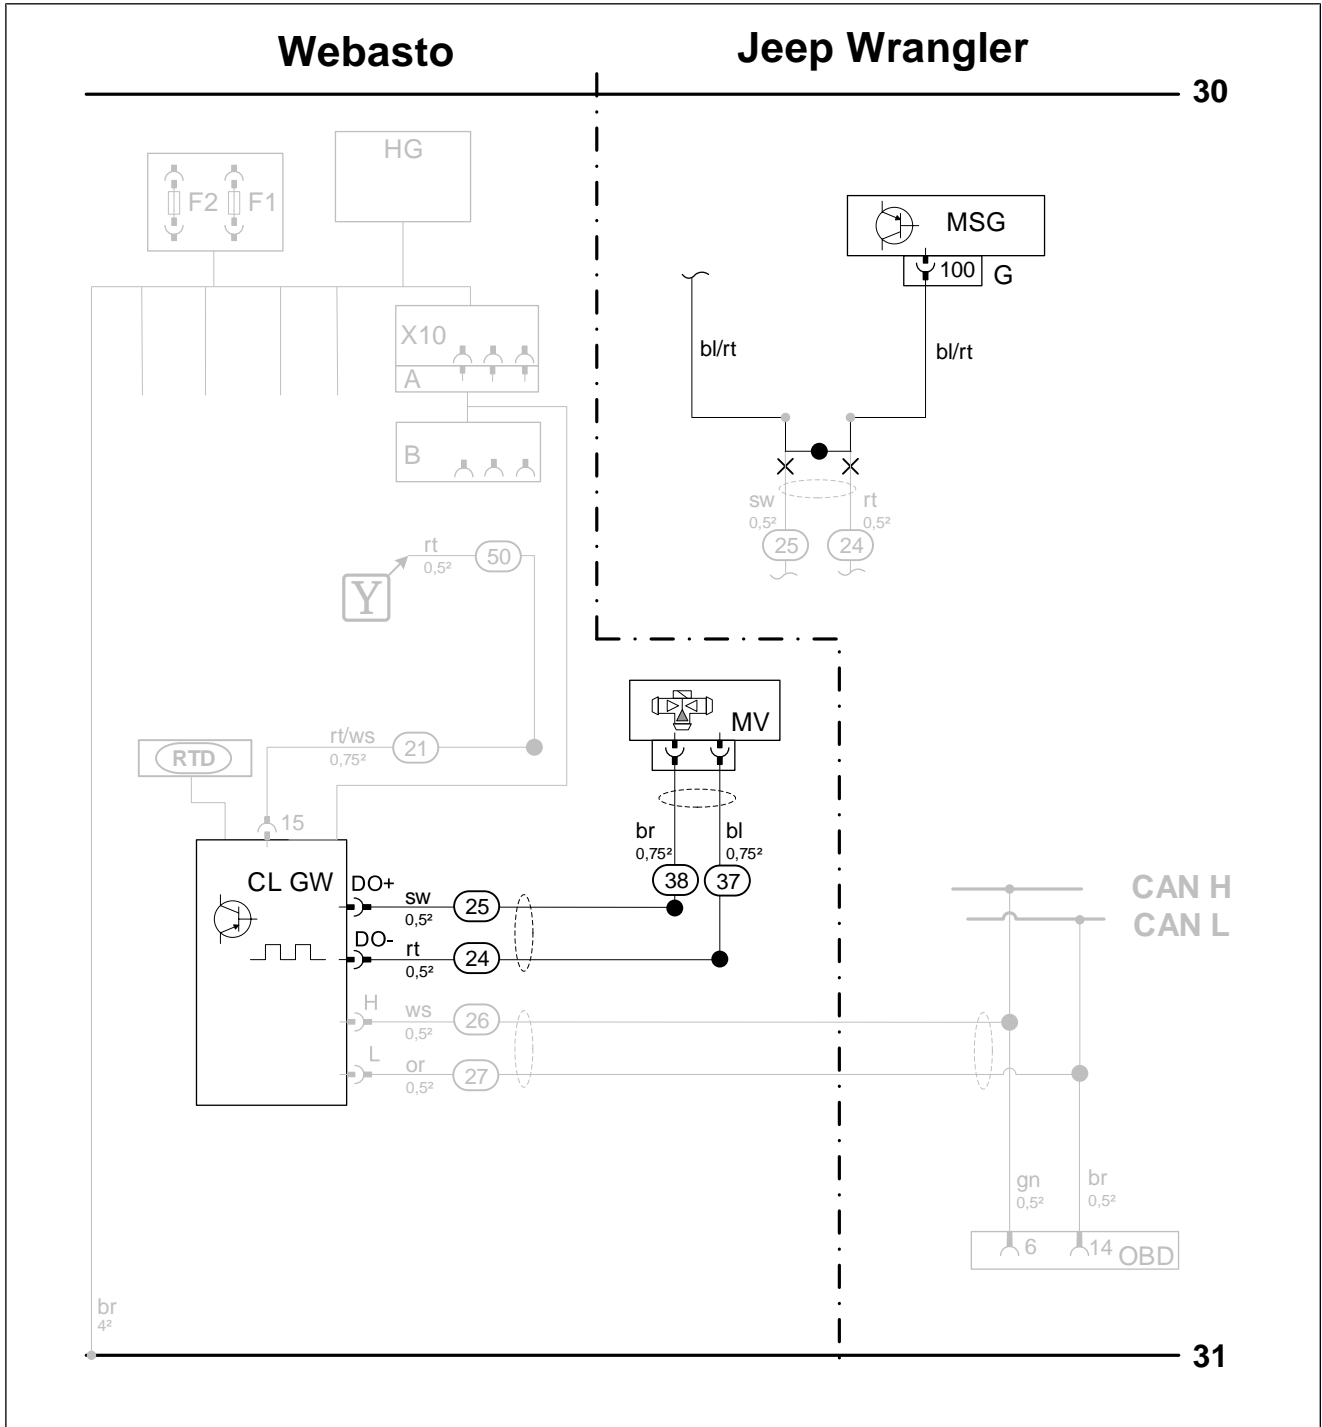 Webasto
Jeep Wrangler
30
HG
F2 F1
MSG
100 G
X10
A
B
bl/rt
bl/rt
sw
0,5²
rt
0,5²
25
24
rt
0,5²
50
Y
MV
RTD
rt/ws
0,75²
21
15
br
0,75²
bl
0,75²
38
37
CL GW
DO+
sw
0,5²
25
DO-
rt
0,5²
24
H
ws
0,5²
26
L
or
0,5²
27
CAN H
CAN L
gn
0,5²
br
0,5²
6
14
OBD
br
4²
31